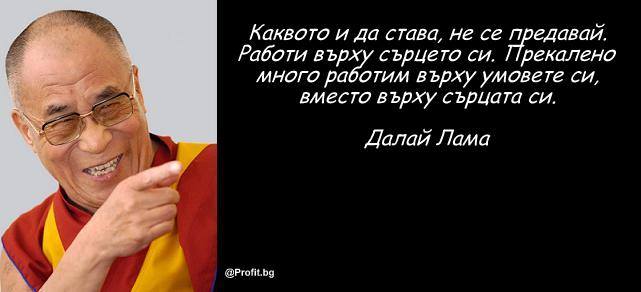 Каквото и да става, не се предавай.
Работи върху сърцето си. Прекалено
много работим върху умовете си,
вместо върху сърцата си.
Далай Лама
@Profit.bg